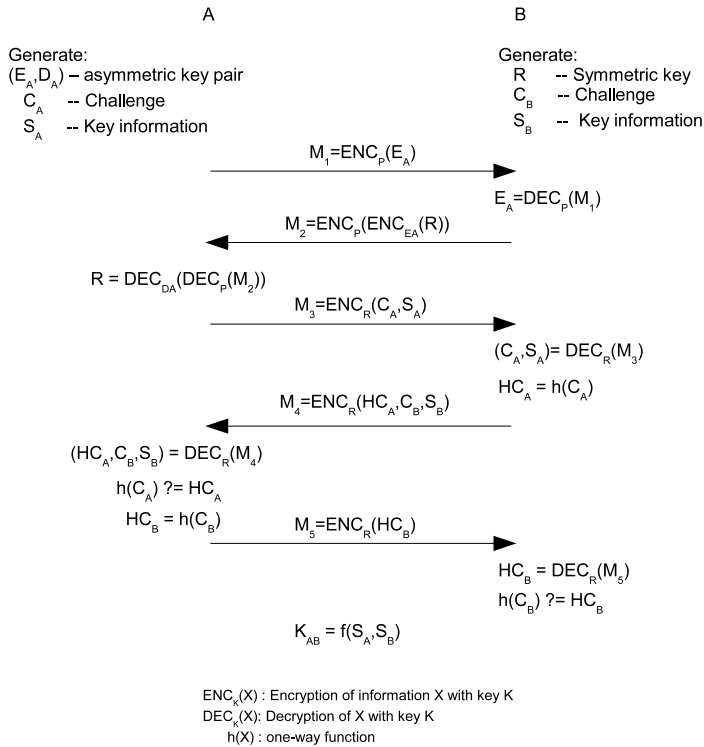 A
B
Generate:
(E_A,D_A) – asymmetric key pair
C_A -- Challenge
S_A -- Key information
Generate:
R -- Symmetric key
C_B -- Challenge
S_B -- Key information
M_1=ENC_P(E_A)
E_A=DEC_P(M_1)
M_2=ENC_P(ENC_EA(R))
R = DEC_DA(DEC_P(M_2))
M_3=ENC_R(C_A,S_A)
(C_A,S_A)= DEC_R(M_3)
HC_A = h(C_A)
M_4=ENC_R(HC_A,C_B,S_B)
(HC_A,C_B,S_B) = DEC_R(M_4)
h(C_A) ?= HC_A
HC_B = h(C_B)
M_5=ENC_R(HC_B)
HC_B = DEC_R(M_5)
h(C_B) ?= HC_B
K_AB = f(S_A,S_B)
ENC_K(X) : Encryption of information X with key K
DEC_K(X): Decryption of X with key K
h(X) : one-way function